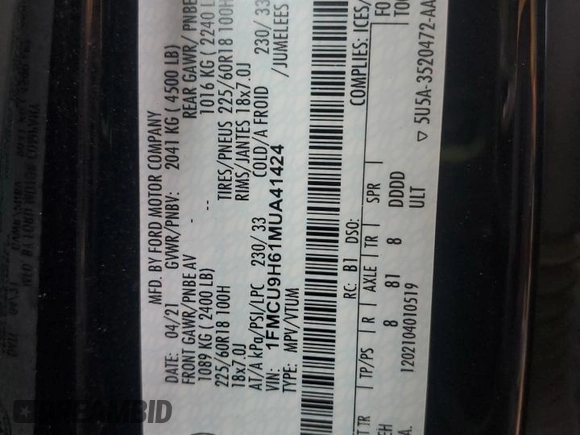 MFD. BY FORD MOTOR COMPANY
DATE: 04/21 GVWR/PNBV: 2041 KG ( 4500 LB)
FRONT GAWR/PNBE AV REAR GAWR/ PNBE
1089 KG ( 2400 LB) 1016 KG ( 2240 LB
225/60R18 100H TIRES/PNEUS 225/60R18 100H
18x7.0J RIMS/JANTES 18x7.0J
AT/A kPa/PSI/LPC 230/ 33 COLD/A FROID 230/ 33
VIN: 1FMCU9H61MUA41424 /JUMELEES
TYPE: MPV/VTUM
RC: B1 DSO: COMPLIES: ICES/
TR TP/PS R AXLE TR SPR
8 81 8 DDDD
1202104010519 ULT
▽ 5U5A-3520472-AA
DREAMBID